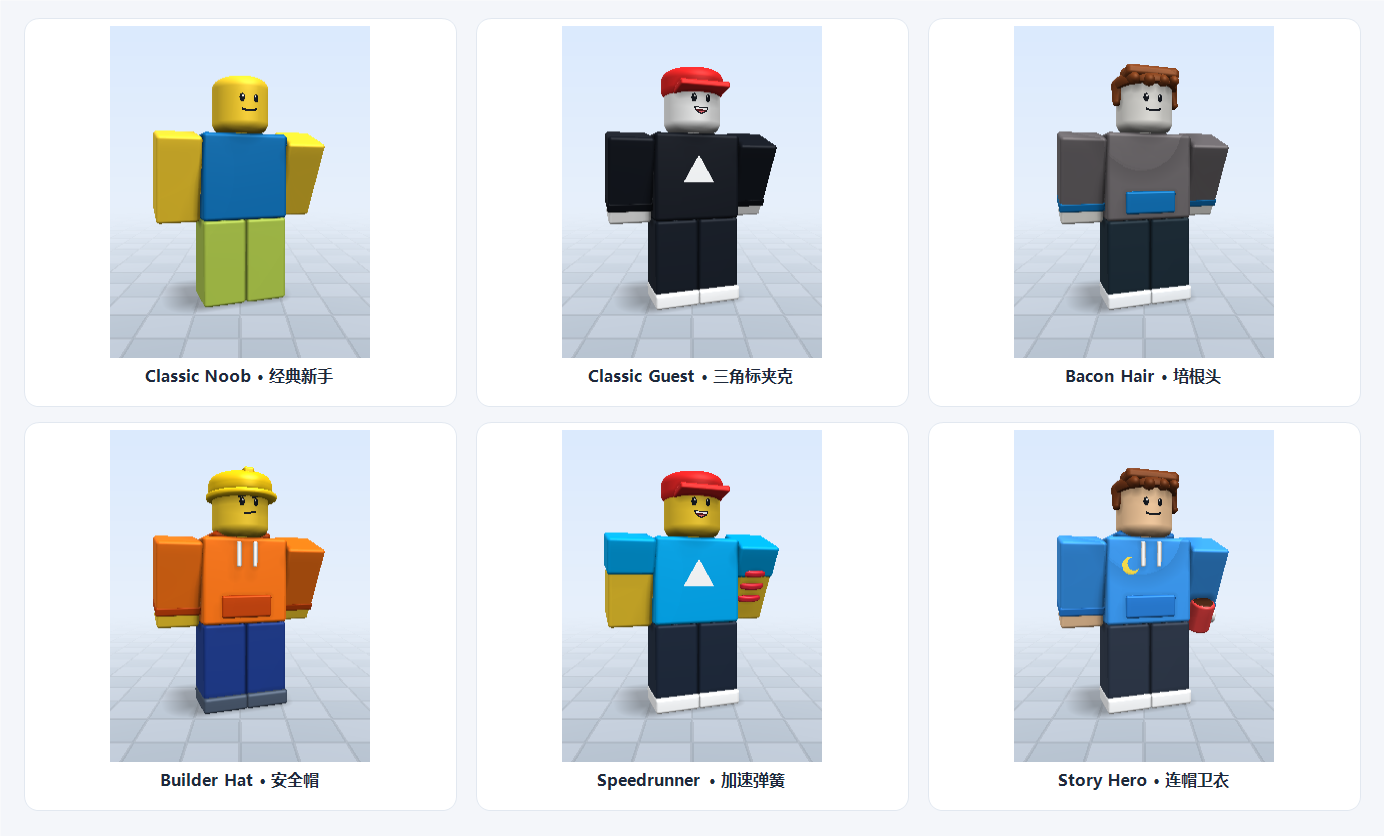 Classic Noob • 经典新手
Classic Guest • 三角标夹克
Bacon Hair • 培根头
Builder Hat • 安全帽
Speedrunner • 加速弹簧
Story Hero • 连帽卫衣